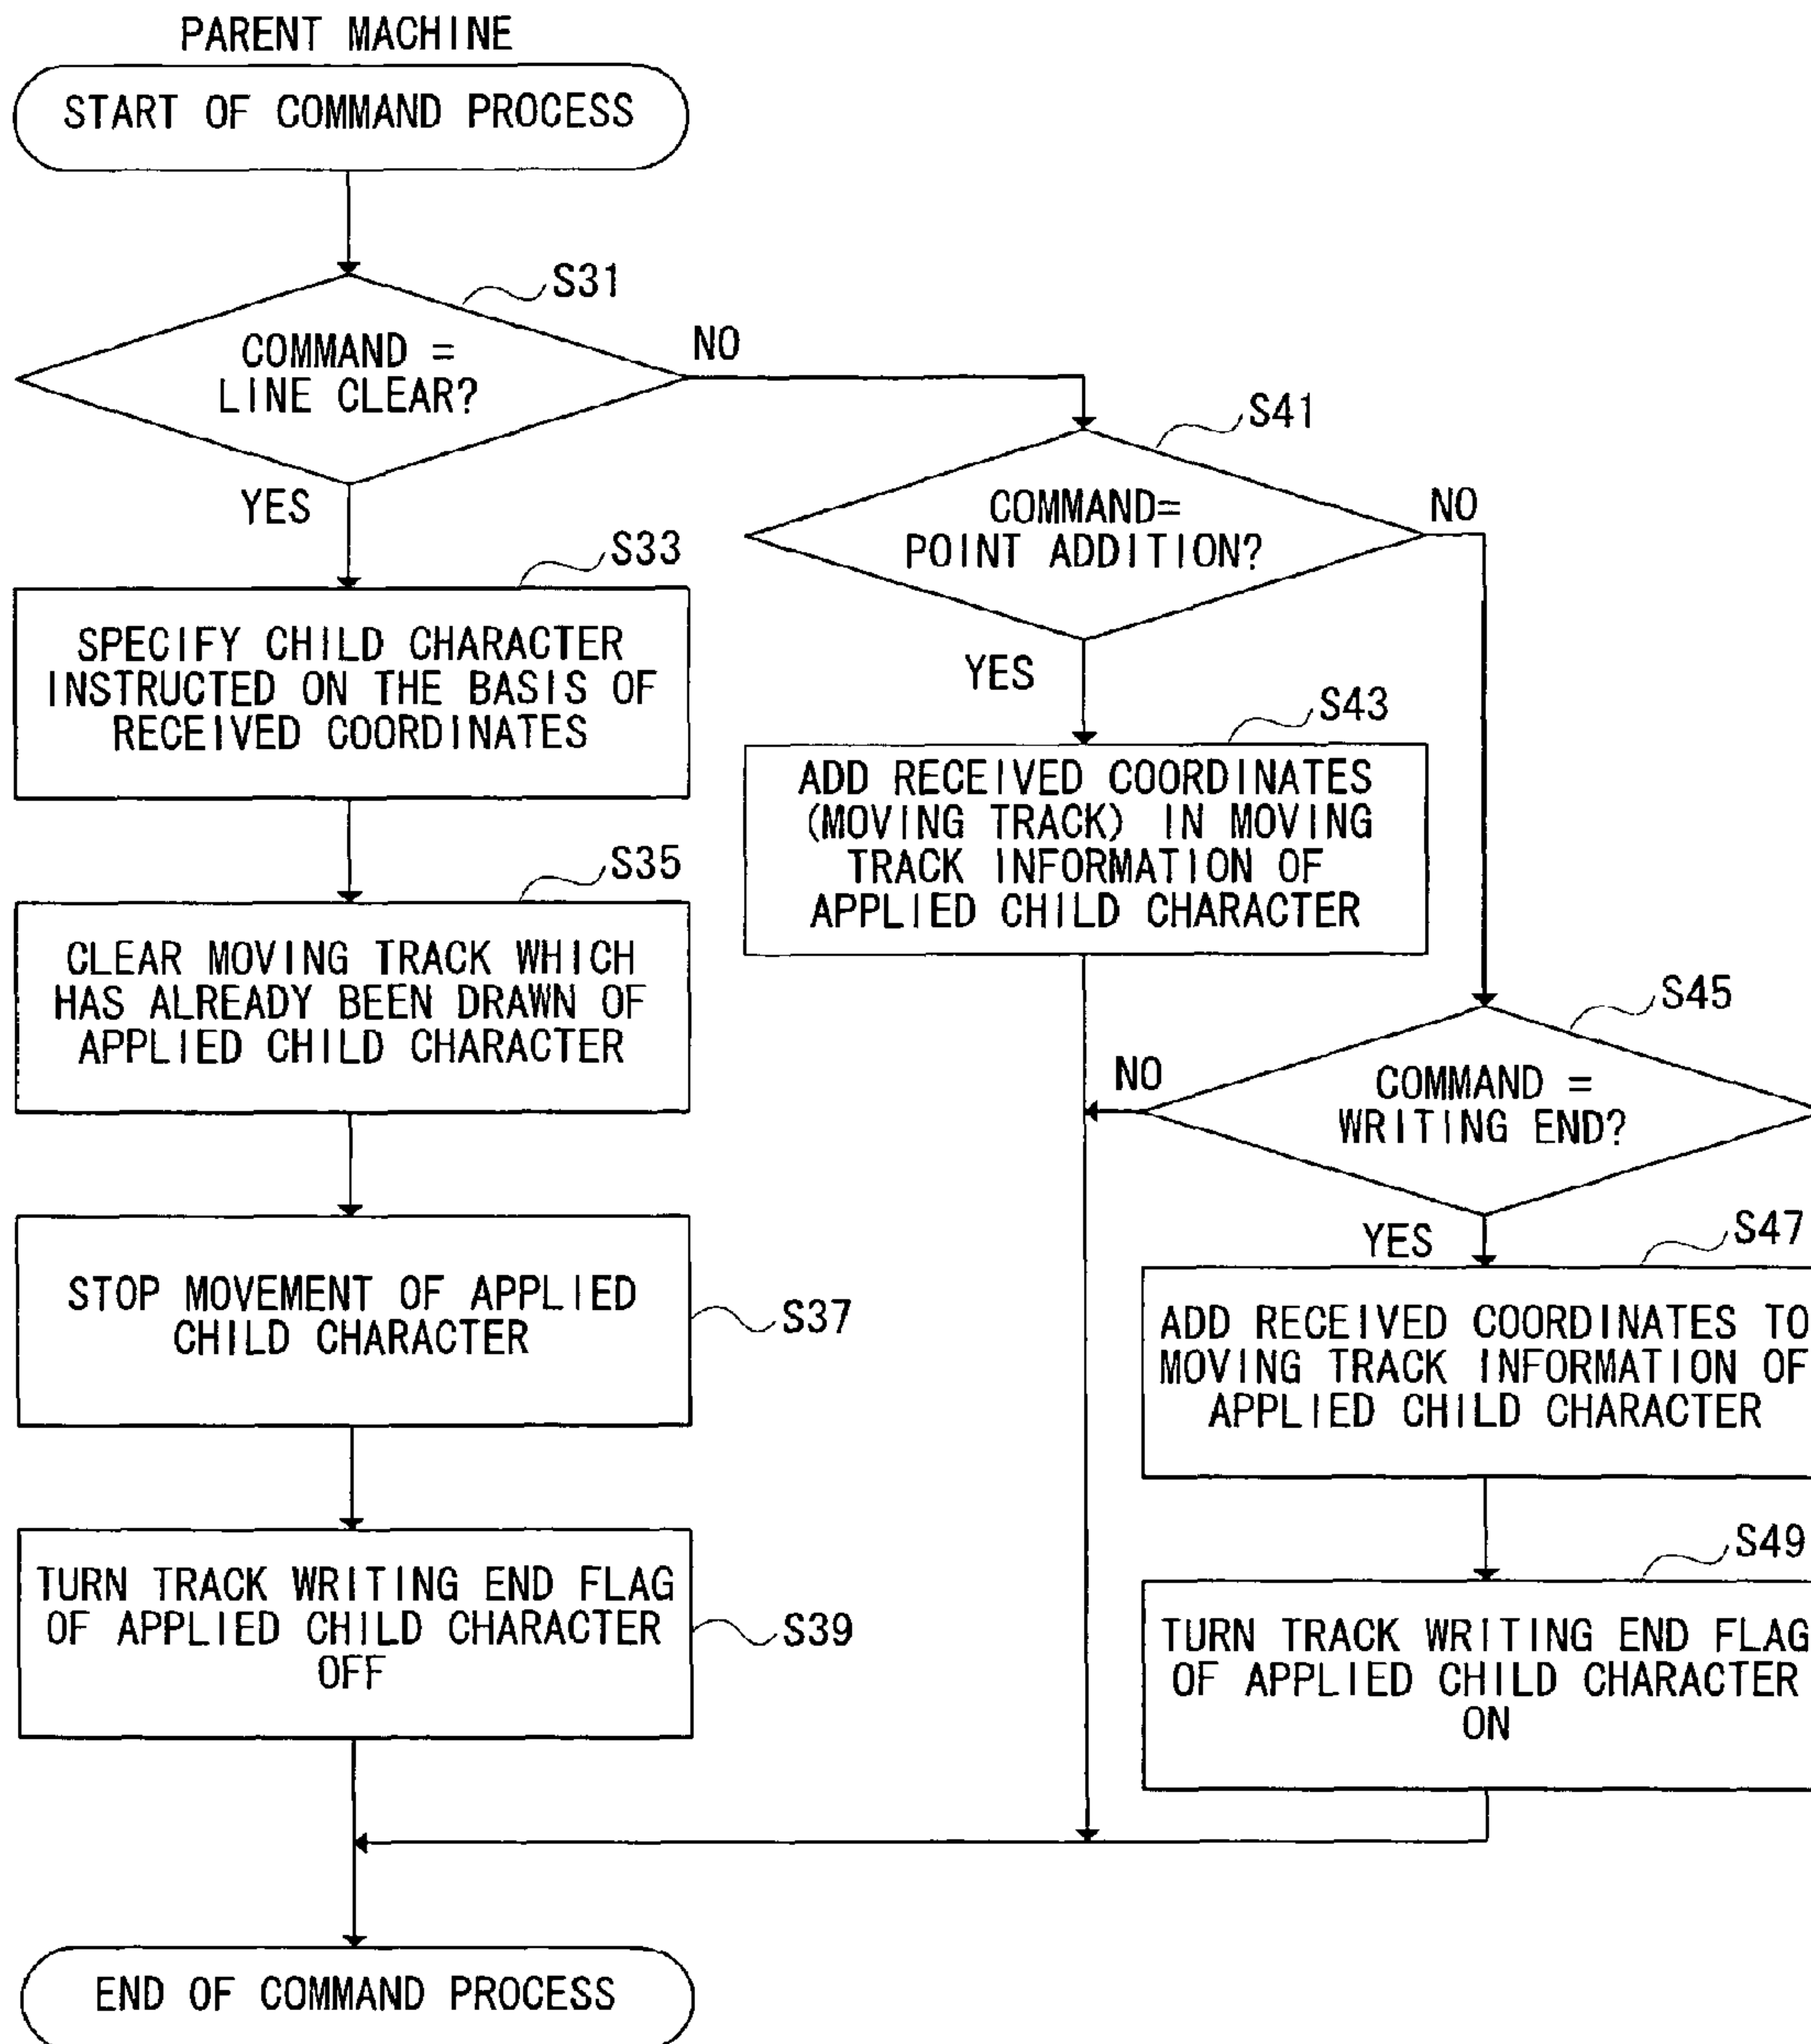 PARENT MACHINE
START OF COMMAND PROCESS
S31
COMMAND =
LINE CLEAR?
NO
YES
S33
SPECIFY CHILD CHARACTER
INSTRUCTED ON THE BASIS OF
RECEIVED COORDINATES
S35
CLEAR MOVING TRACK WHICH
HAS ALREADY BEEN DRAWN OF
APPLIED CHILD CHARACTER
STOP MOVEMENT OF APPLIED
CHILD CHARACTER
S37
TURN TRACK WRITING END FLAG
OF APPLIED CHILD CHARACTER
OFF
S39
S41
COMMAND=
POINT ADDITION?
NO
YES
S43
ADD RECEIVED COORDINATES
(MOVING TRACK) IN MOVING
TRACK INFORMATION OF
APPLIED CHILD CHARACTER
S45
COMMAND =
WRITING END?
NO
YES
S47
ADD RECEIVED COORDINATES TO
MOVING TRACK INFORMATION OF
APPLIED CHILD CHARACTER
S49
TURN TRACK WRITING END FLAG
OF APPLIED CHILD CHARACTER
ON
END OF COMMAND PROCESS